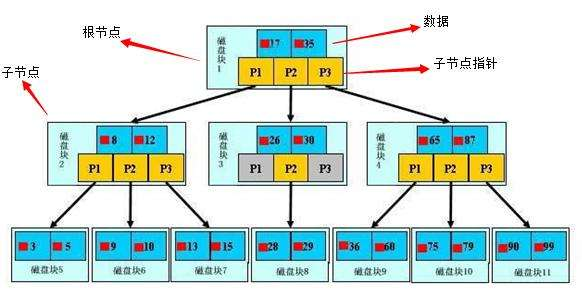 根节点
数据
子节点指针
子节点
磁盘块1
17 35
P1 P2 P3
磁盘块2
8 12
P1 P2 P3
磁盘块3
26 30
P1 P2 P3
磁盘块4
65 87
P1 P2 P3
3 5
磁盘块5
9 10
磁盘块6
13 15
磁盘块7
28 29
磁盘块8
36 60
磁盘块9
75 79
磁盘块10
90 99
磁盘块11